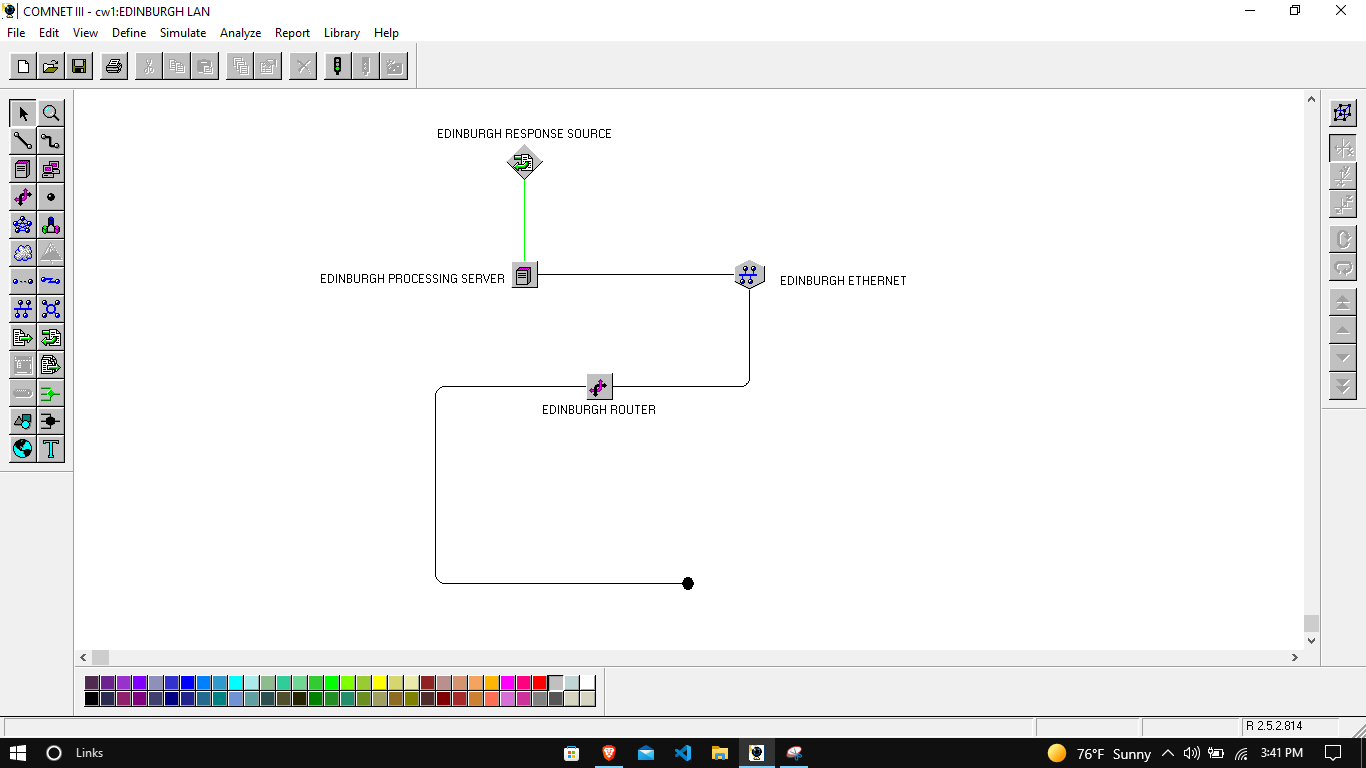 COMNET III - cw1:EDINBURGH LAN
File Edit View Define Simulate Analyze Report Library Help
EDINBURGH RESPONSE SOURCE
EDINBURGH PROCESSING SERVER
EDINBURGH ETHERNET
EDINBURGH ROUTER
R 2.5.2.814
Links
76°F Sunny
3:41 PM